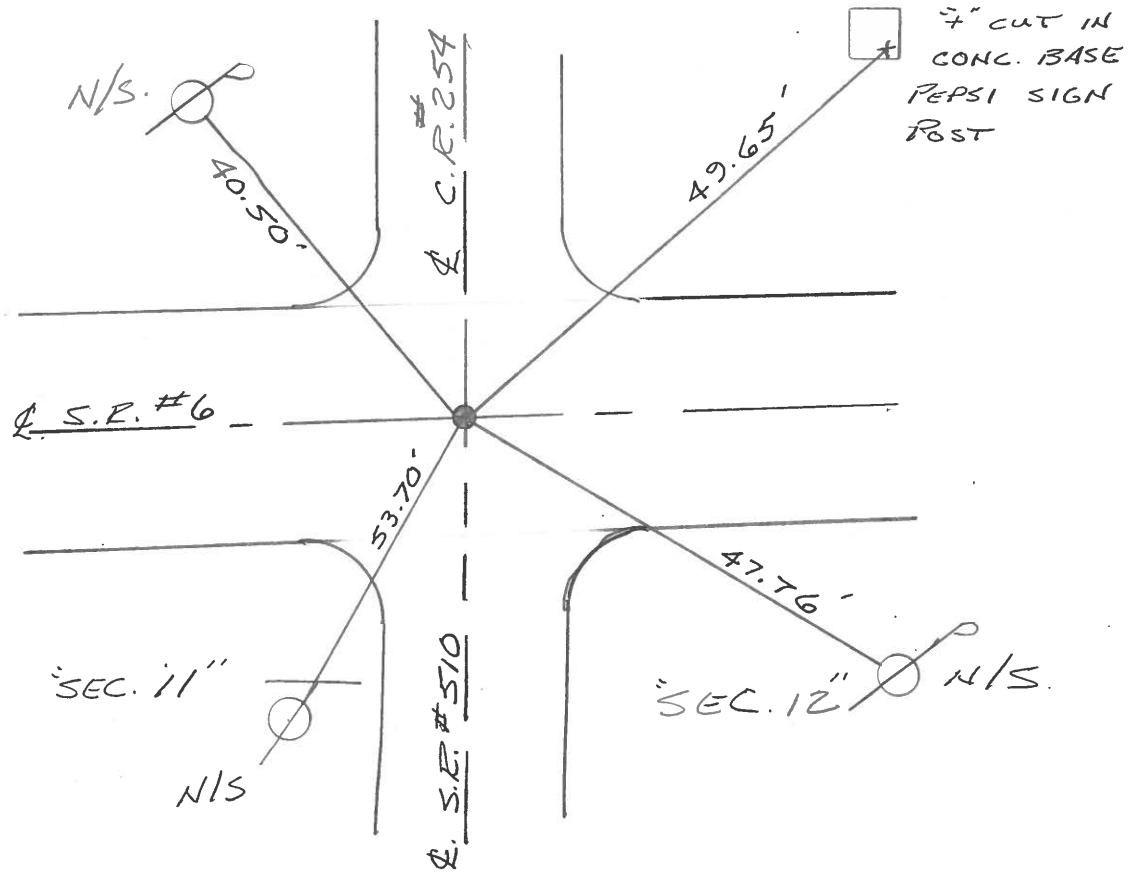 "+" CUT IN
CONC. BASE
PEPSI SIGN
POST
N/S.
℄ C.R. #254
49.65'
40.50'
℄ S.R. #6
53.70'
47.76'
"SEC. 11"
"SEC. 12"
N/S.
N/S
℄. S.R. #510